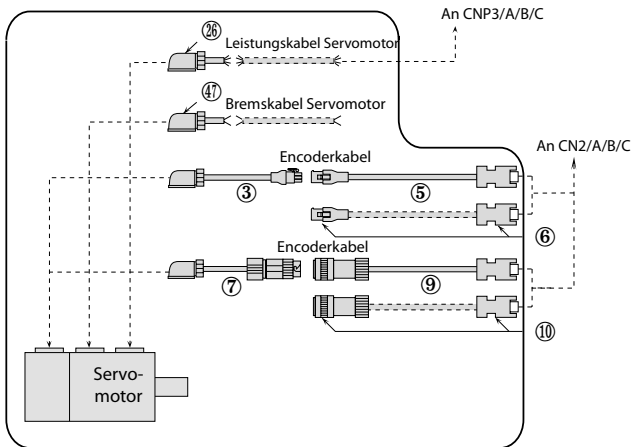 An CNP3/A/B/C
㉖
Leistungskabel Servomotor
㊼
Bremskabel Servomotor
An CN2/A/B/C
Encoderkabel
③
⑤
⑥
Encoderkabel
⑦
⑨
⑩
Servo-
motor